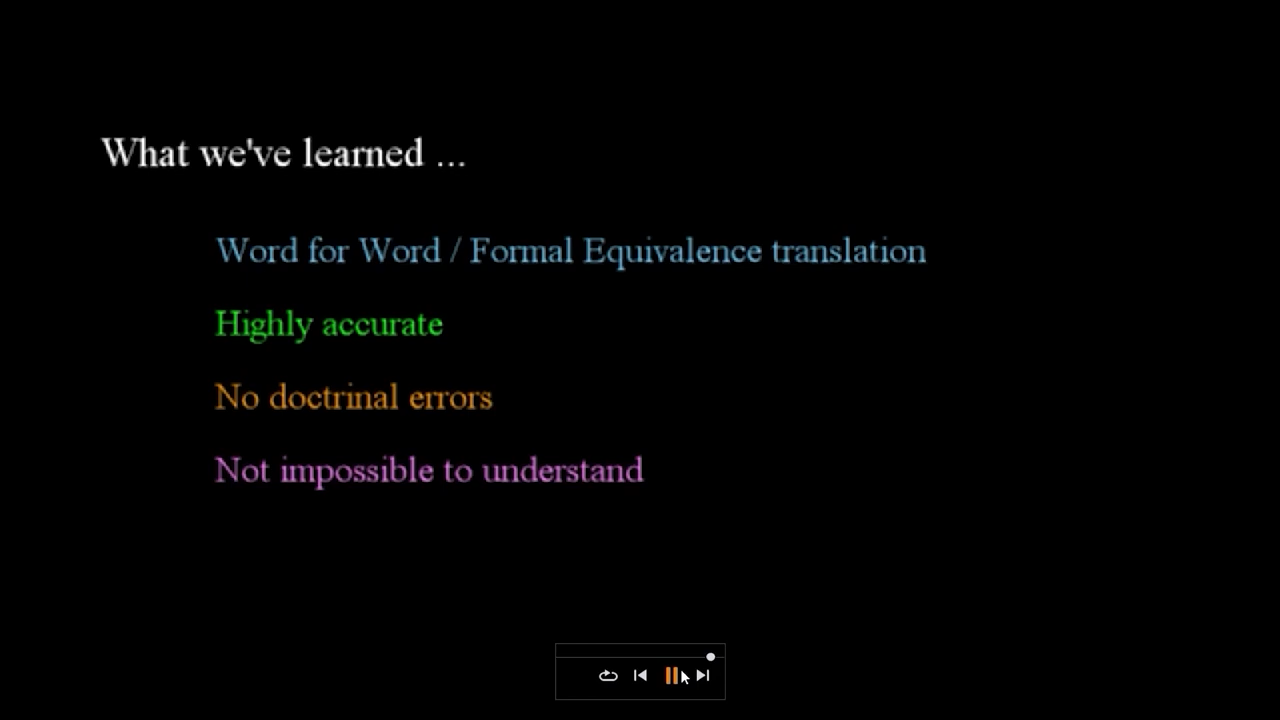 What we've learned ...
Word for Word / Formal Equivalence translation
Highly accurate
No doctrinal errors
Not impossible to understand